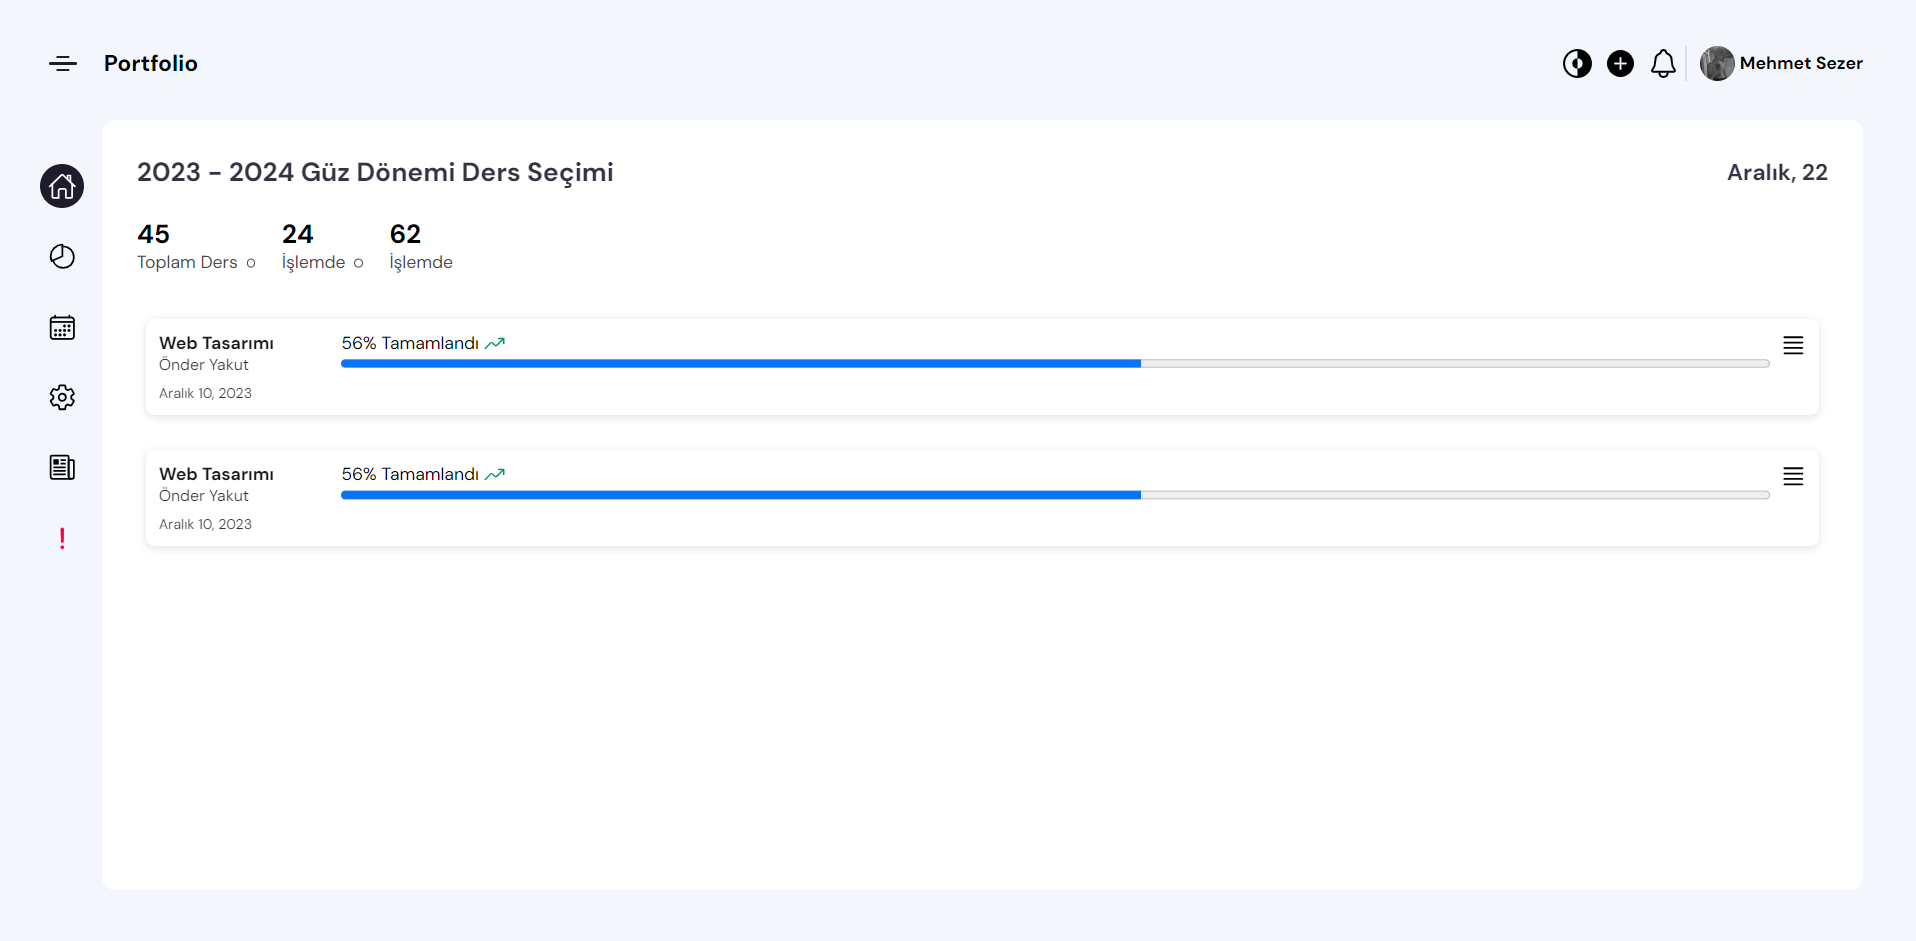 Portfolio
Mehmet Sezer
2023 - 2024 Güz Dönemi Ders Seçimi
Aralık, 22
45
Toplam Ders
24
İşlemde
62
İşlemde
Web Tasarımı
Önder Yakut
Aralık 10, 2023
56% Tamamlandı
Web Tasarımı
Önder Yakut
Aralık 10, 2023
56% Tamamlandı